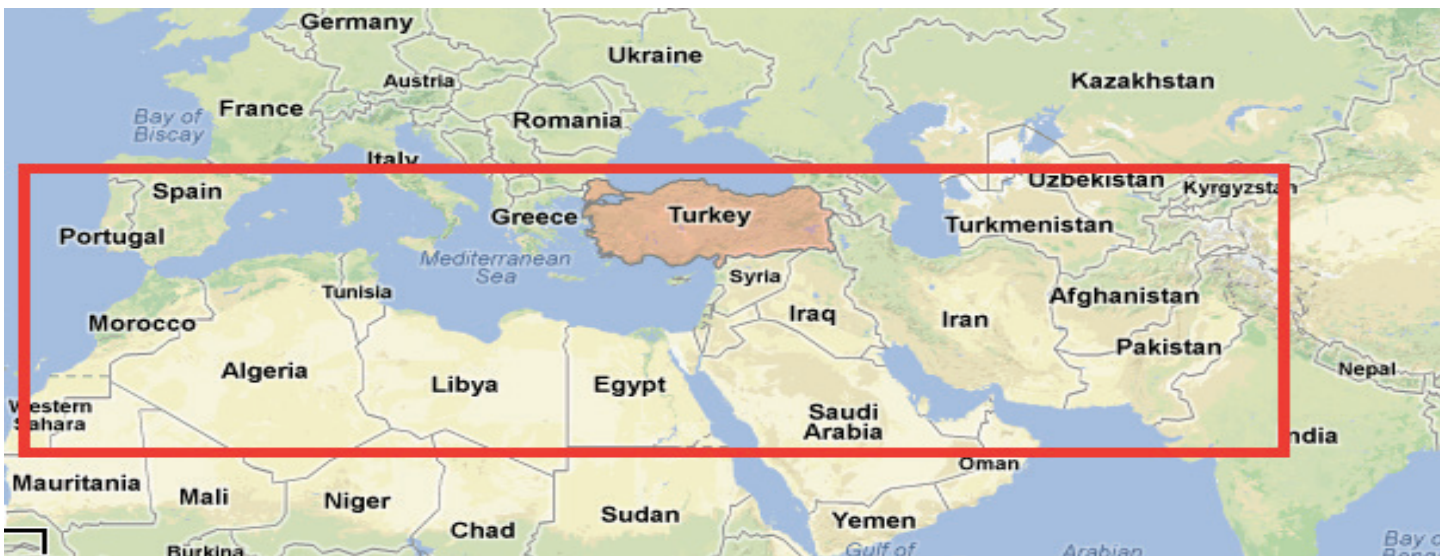 Germany
Ukraine
Austria
Kazakhstan
France
Bay of
Biscay
Romania
Italy
Spain
Uzbekistan
Kyrgyzstan
Greece
Turkey
Portugal
Turkmenistan
Mediterranean
Sea
Syria
Tunisia
Afghanistan
Morocco
Iraq
Iran
Pakistan
Algeria
Libya
Egypt
Nepal
Western
Sahara
Saudi
Arabia
India
Oman
Mauritania
Mali
Niger
Chad
Sudan
Yemen
Gulf of
Arabian
Bay o
Burkina